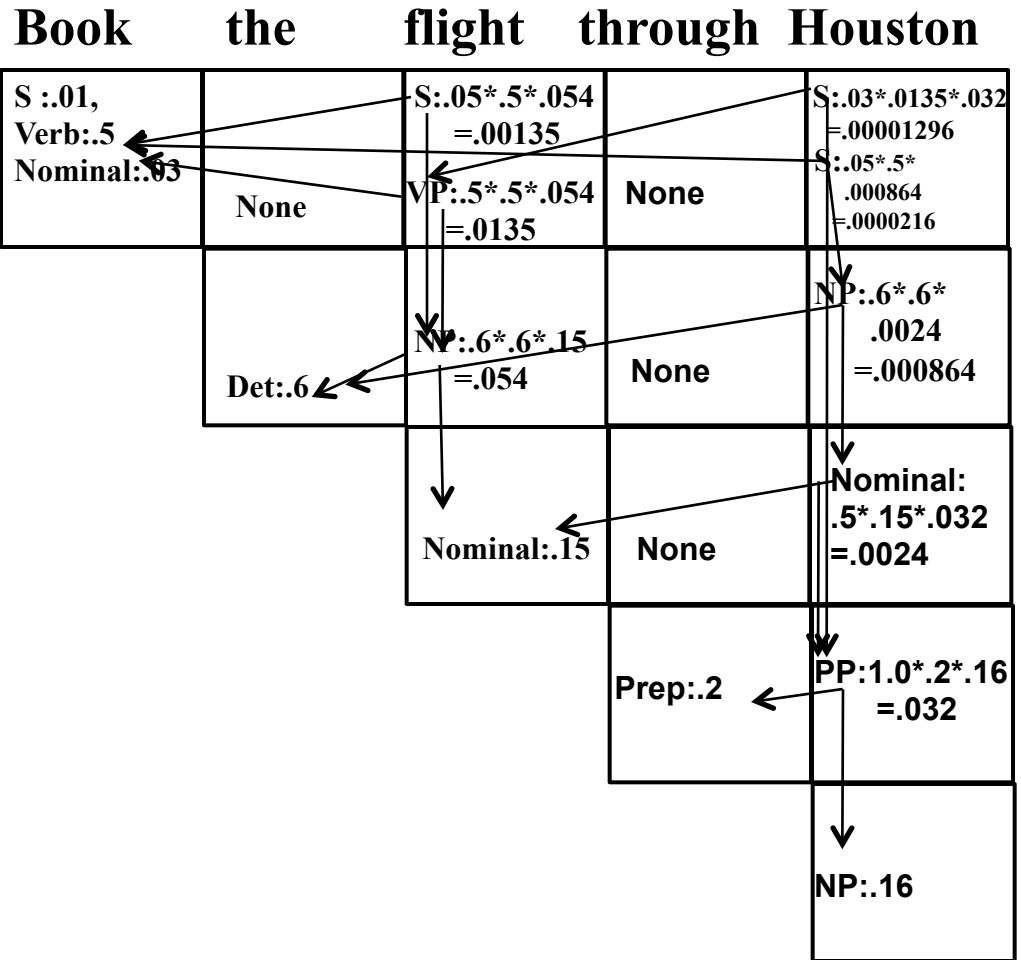 Book the flight through Houston
S :.01,
Verb:.5
Nominal:.03
None
S:.05*.5*.054
=.00135
VP:.5*.5*.054
=.0135
None
S:.03*.0135*.032
=.00001296
S:.05*.5*
.000864
=.0000216
Det:.6
NP:.6*.6*.15
=.054
None
NP:.6*.6*
.0024
=.000864
Nominal:.15
None
Nominal:
.5*.15*.032
=.0024
Prep:.2
PP:1.0*.2*.16
=.032
NP:.16